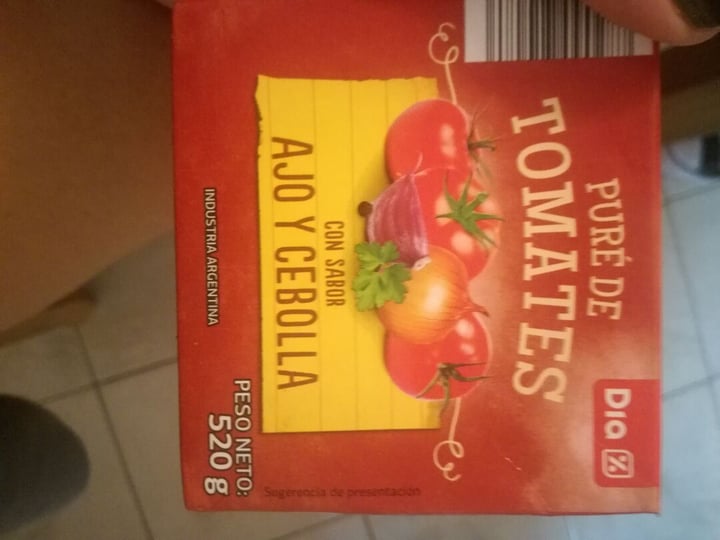 Dia %
PURÉ DE
TOMATES
CON SABOR
AJO Y CEBOLLA
INDUSTRIA ARGENTINA
PESO NETO:
520 g
Sugerencia de presentación